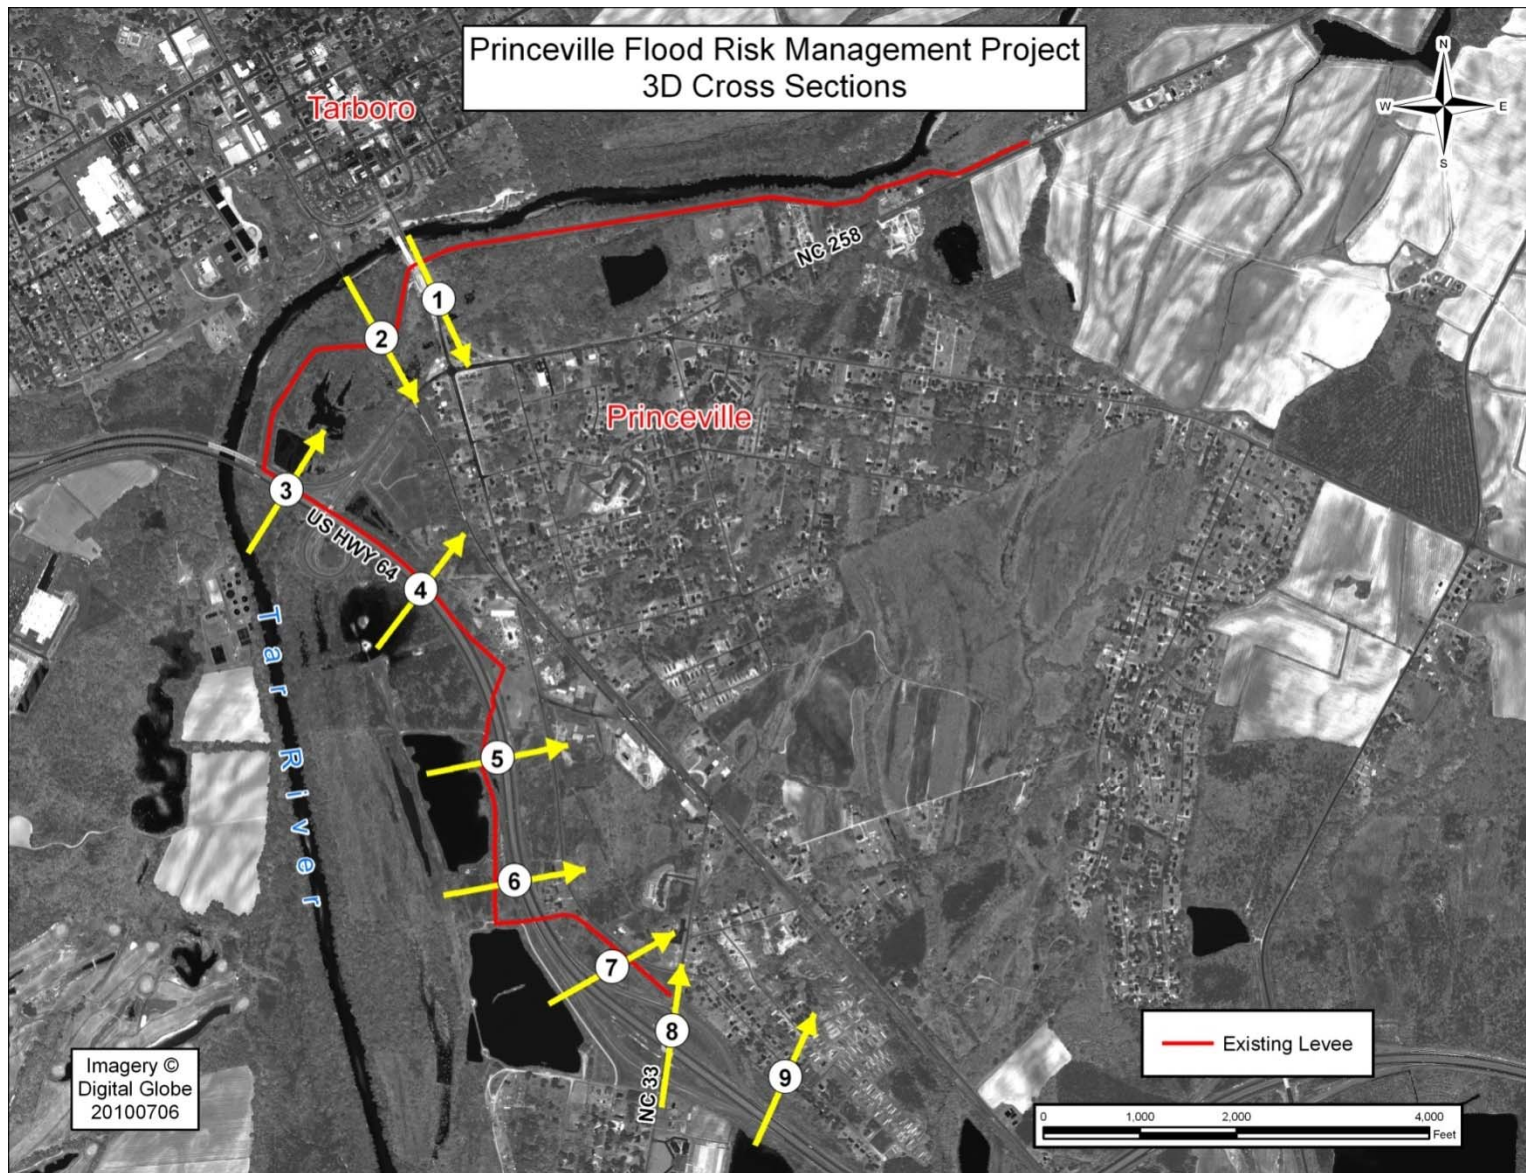 Princeville Flood Risk Management Project
3D Cross Sections
Tarboro
N
W
E
S
NC 258
1
2
Princeville
3
US HWY 64
4
Tar River
5
6
7
8
NC 33
9
Existing Levee
Imagery ©
Digital Globe
20100706
0 1,000 2,000 4,000
Feet